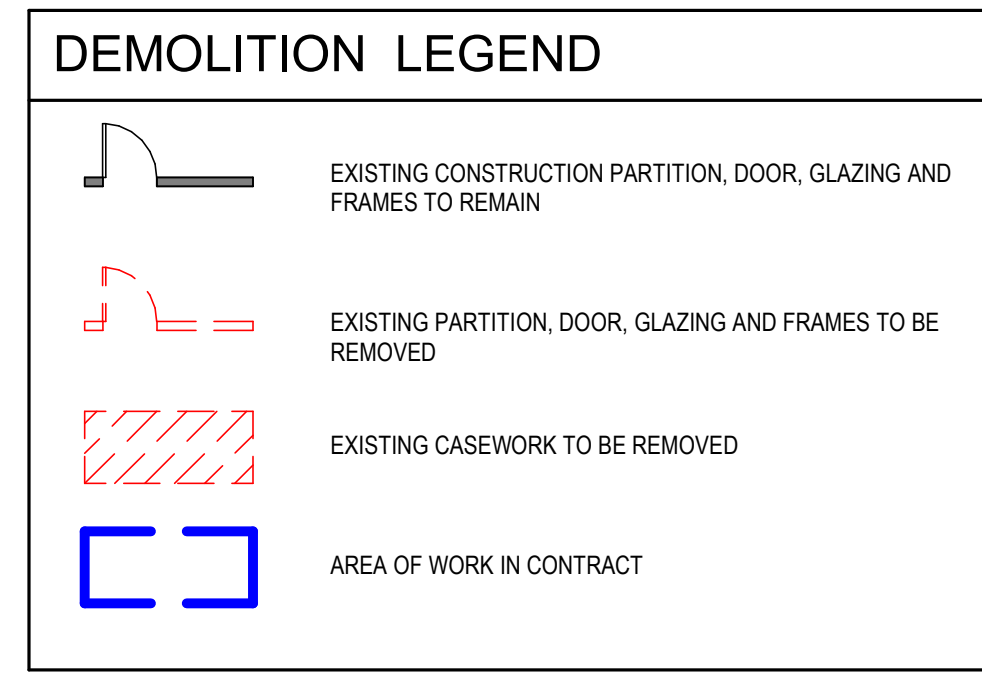 DEMOLITION LEGEND
EXISTING CONSTRUCTION PARTITION, DOOR, GLAZING AND
FRAMES TO REMAIN
EXISTING PARTITION, DOOR, GLAZING AND FRAMES TO BE
REMOVED
EXISTING CASEWORK TO BE REMOVED
AREA OF WORK IN CONTRACT